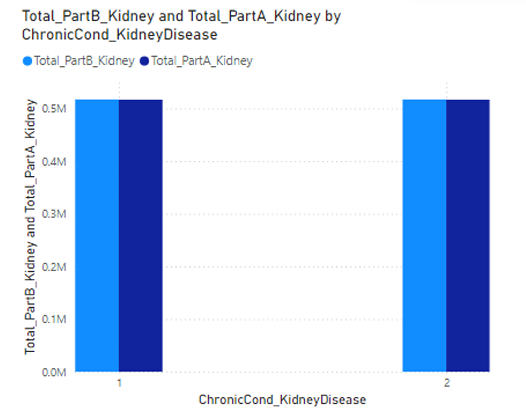 Total_PartB_Kidney and Total_PartA_Kidney by
ChronicCond_KidneyDisease
Total_PartB_Kidney Total_PartA_Kidney
Total_PartB_Kidney and Total_PartA_Kidney
0.5M
0.4M
0.3M
0.2M
0.1M
0.0M
1 2
ChronicCond_KidneyDisease